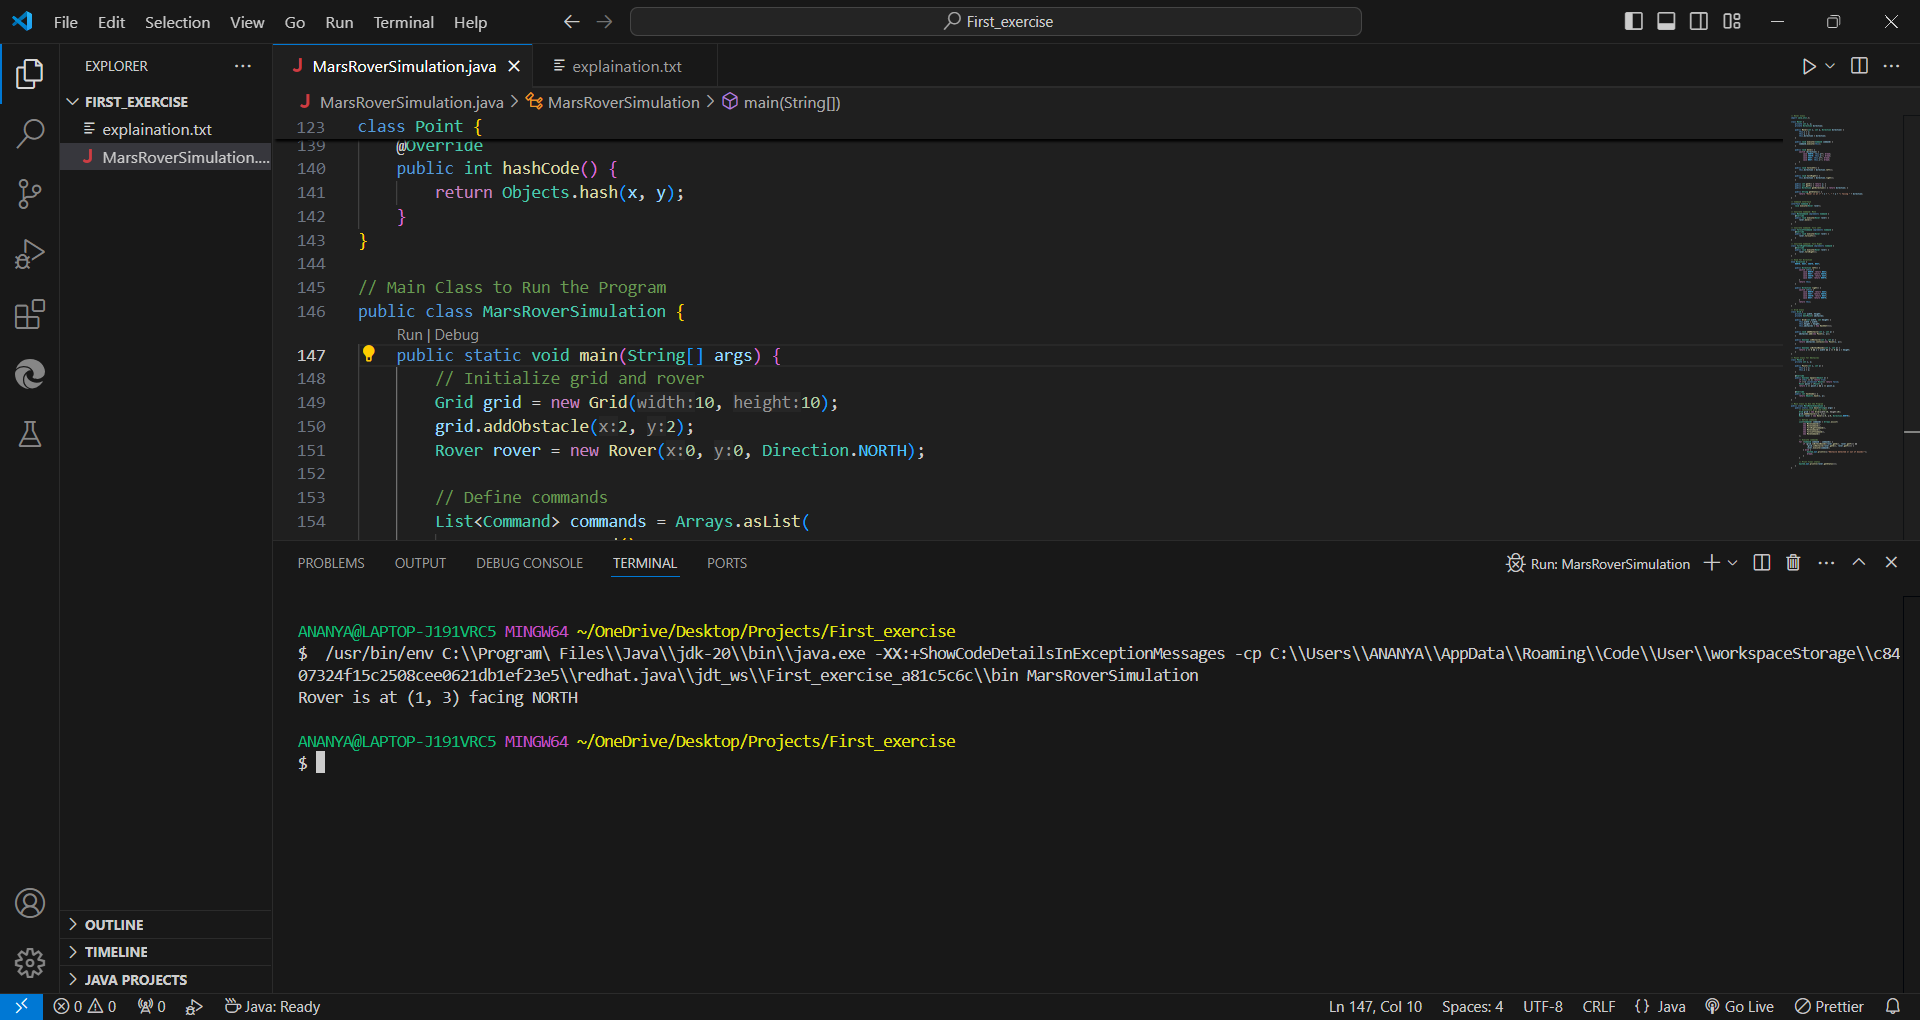 File Edit Selection View Go Run Terminal Help
First_exercise
EXPLORER
FIRST_EXERCISE
explaination.txt
MarsRoverSimulation....
MarsRoverSimulation.java explaination.txt
MarsRoverSimulation.java > MarsRoverSimulation > main(String[])
123 class Point {
139 @Override
140 public int hashCode() {
141 return Objects.hash(x, y);
142 }
143 }
144
145 // Main Class to Run the Program
146 public class MarsRoverSimulation {
Run | Debug
147 public static void main(String[] args) {
148 // Initialize grid and rover
149 Grid grid = new Grid(width:10, height:10);
150 grid.addObstacle(x:2, y:2);
151 Rover rover = new Rover(x:0, y:0, Direction.NORTH);
152
153 // Define commands
154 List<Command> commands = Arrays.asList(
PROBLEMS OUTPUT DEBUG CONSOLE TERMINAL PORTS
Run: MarsRoverSimulation
ANANYA@LAPTOP-J191VRC5 MINGW64 ~/OneDrive/Desktop/Projects/First_exercise
$ /usr/bin/env C:\\Program\ Files\\Java\\jdk-20\\bin\\java.exe -XX:+ShowCodeDetailsInExceptionMessages -cp C:\\Users\\ANANYA\\AppData\\Roaming\\Code\\User\\workspaceStorage\\c84
07324f15c2508cee0621db1ef23e5\\redhat.java\\jdt_ws\\First_exercise_a81c5c6c\\bin MarsRoverSimulation
Rover is at (1, 3) facing NORTH
ANANYA@LAPTOP-J191VRC5 MINGW64 ~/OneDrive/Desktop/Projects/First_exercise
$
OUTLINE
TIMELINE
JAVA PROJECTS
0 0 0 Java: Ready
Ln 147, Col 10 Spaces: 4 UTF-8 CRLF {} Java Go Live Prettier